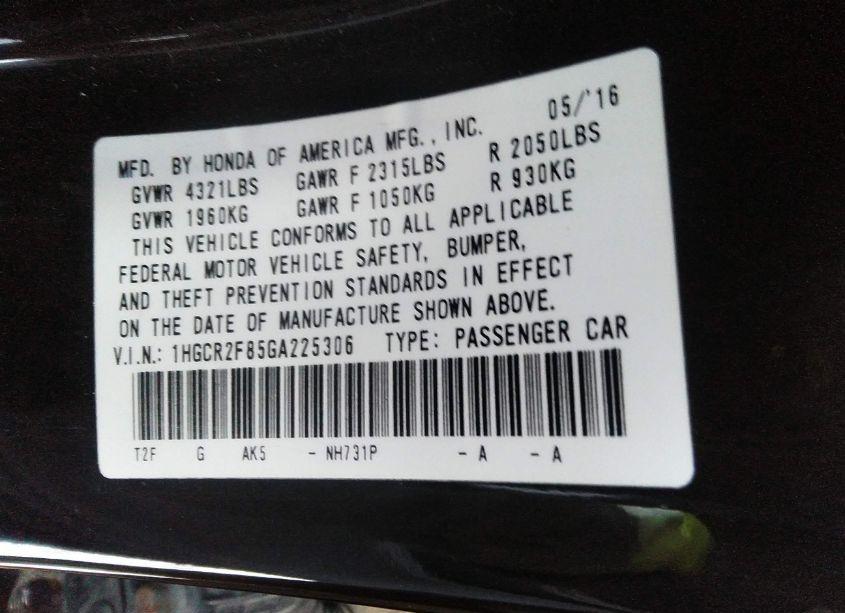 MFD. BY HONDA OF AMERICA MFG., INC. 05/'16
GVWR 4321LBS GAWR F 2315LBS R 2050LBS
GVWR 1960KG GAWR F 1050KG R 930KG
THIS VEHICLE CONFORMS TO ALL APPLICABLE
FEDERAL MOTOR VEHICLE SAFETY, BUMPER,
AND THEFT PREVENTION STANDARDS IN EFFECT
ON THE DATE OF MANUFACTURE SHOWN ABOVE.
V.I.N.: 1HGCR2F85GA225306 TYPE: PASSENGER CAR
T2F G AK5 - NH731P - A - A